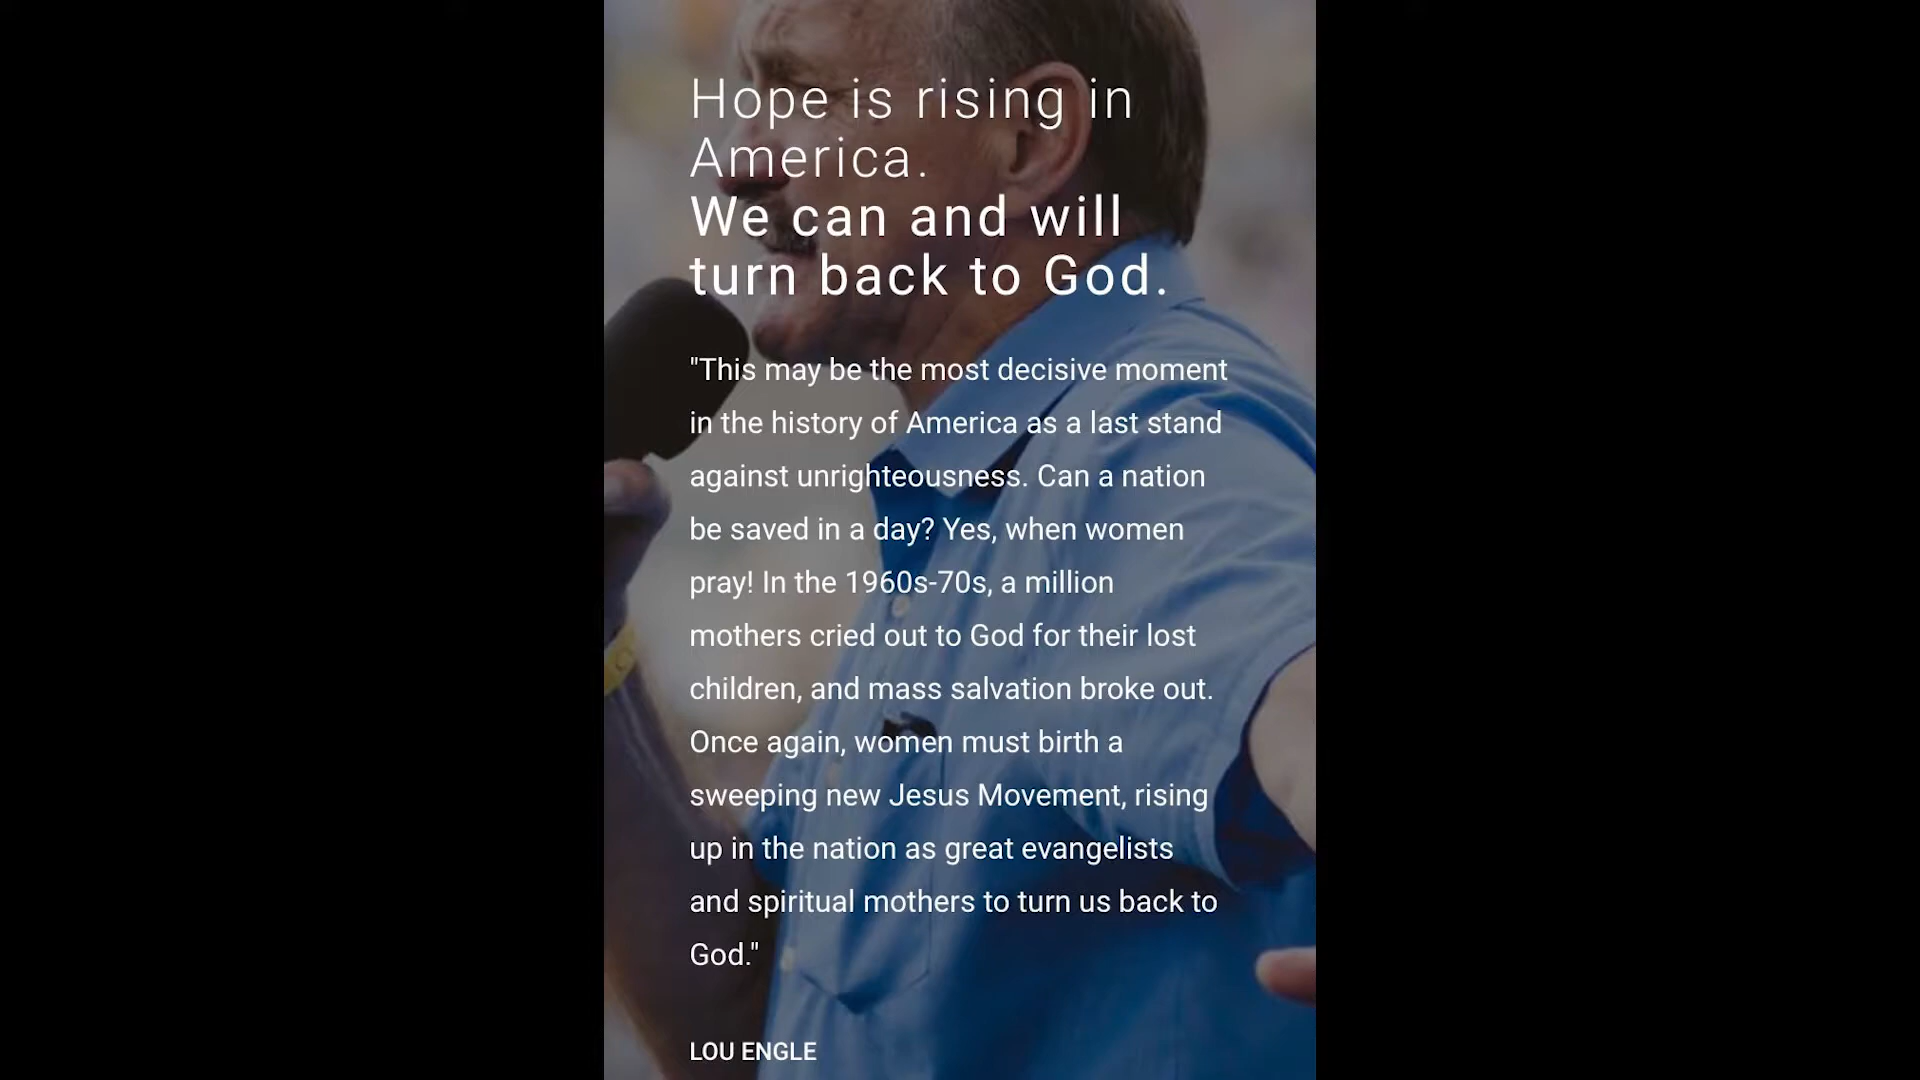 Hope is rising in
America.
We can and will
turn back to God.
"This may be the most decisive moment
in the history of America as a last stand
against unrighteousness. Can a nation
be saved in a day? Yes, when women
pray! In the 1960s-70s, a million
mothers cried out to God for their lost
children, and mass salvation broke out.
Once again, women must birth a
sweeping new Jesus Movement, rising
up in the nation as great evangelists
and spiritual mothers to turn us back to
God."
LOU ENGLE